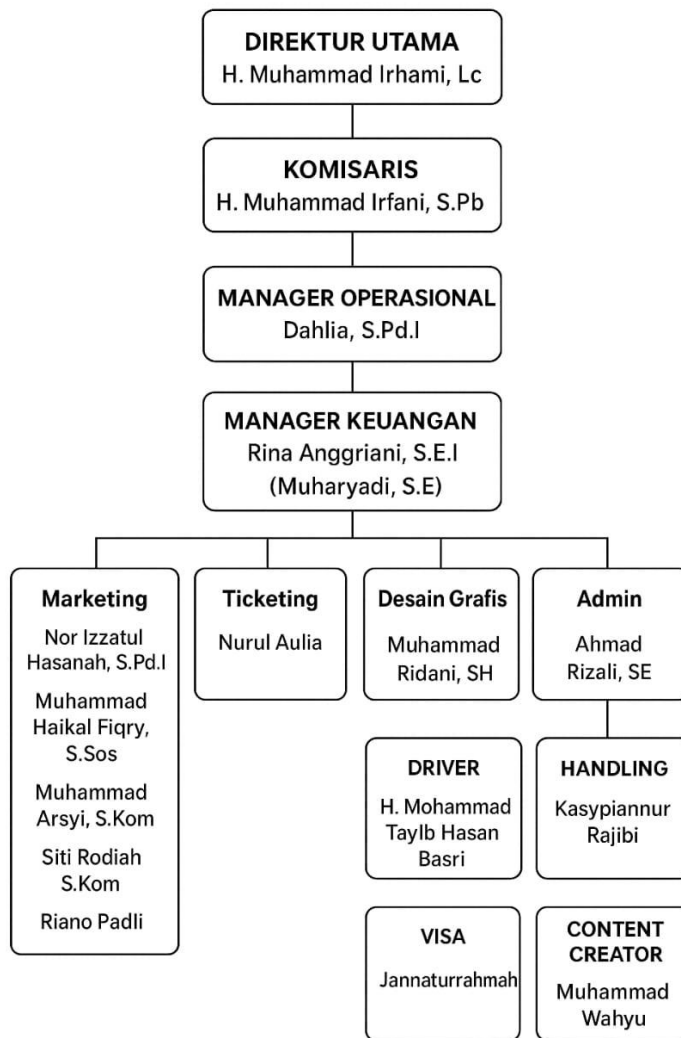 DIREKTUR UTAMA
H. Muhammad Irhami, Lc
KOMISARIS
H. Muhammad Irfani, S.Pb
MANAGER OPERASIONAL
Dahlia, S.Pd.I
MANAGER KEUANGAN
Rina Anggriani, S.E.I
(Muharyadi, S.E)
Marketing
Nor Izzatul
Hasanah, S.Pd.I
Muhammad
Haikal Fiqry,
S.Sos
Muhammad
Arsyi, S.Kom
Siti Rodiah
S.Kom
Riano Padli
Ticketing
Nurul Aulia
Desain Grafis
Muhammad
Ridani, SH
Admin
Ahmad
Rizali, SE
DRIVER
H. Mohammad
TayIb Hasan
Basri
HANDLING
Kasypiannur
Rajibi
VISA
Jannaturrahmah
CONTENT
CREATOR
Muhammad
Wahyu